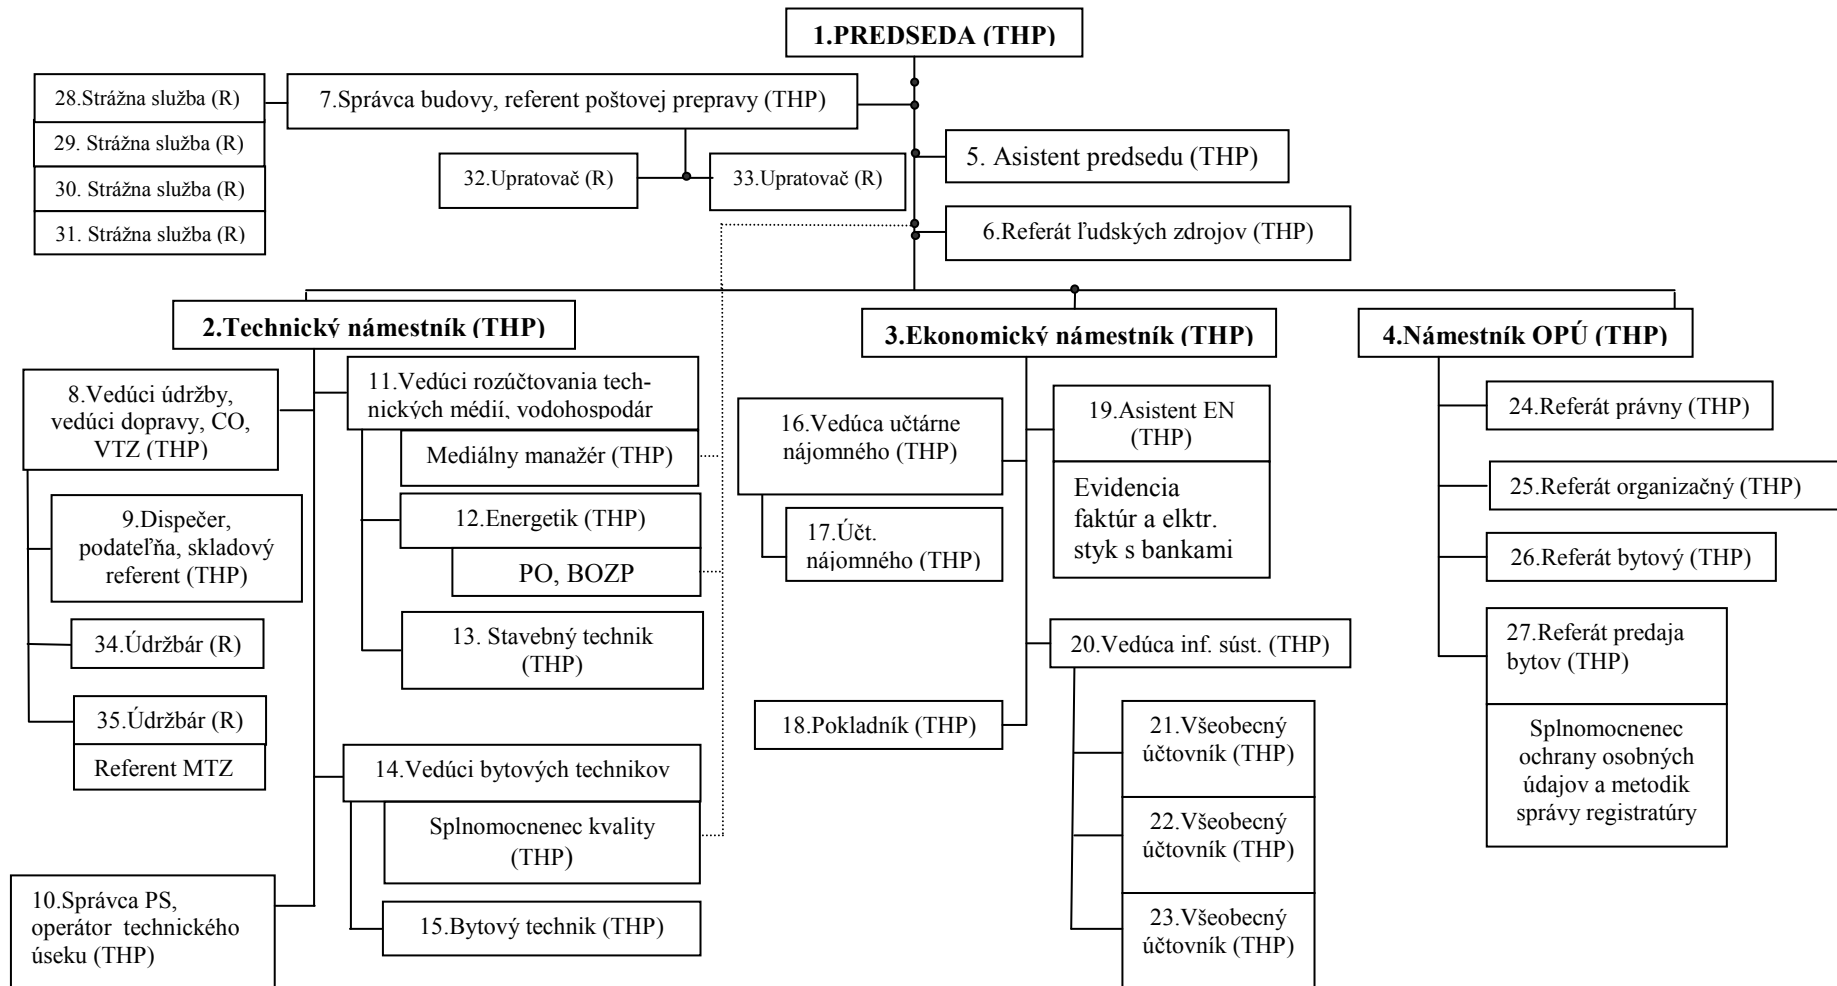 1.PREDSEDA (THP)
28.Strážna služba (R)
7.Správca budovy, referent poštovej prepravy (THP)
29. Strážna služba (R)
5. Asistent predsedu (THP)
30. Strážna služba (R)
32.Upratovač (R)
33.Upratovač (R)
31. Strážna služba (R)
6.Referát ľudských zdrojov (THP)
2.Technický námestník (THP)
3.Ekonomický námestník (THP)
4.Námestník OPÚ (THP)
8.Vedúci údržby,
vedúci dopravy, CO,
VTZ (THP)
9.Dispečer,
podateľňa, skladový
referent (THP)
34.Údržbár (R)
35.Údržbár (R)
Referent MTZ
10.Správca PS,
operátor technického
úseku (THP)
11.Vedúci rozúčtovania tech-
nických médií, vodohospodár
Mediálny manažér (THP)
12.Energetik (THP)
PO, BOZP
13. Stavebný technik
(THP)
14.Vedúci bytových technikov
Splnomocnenec kvality
(THP)
15.Bytový technik (THP)
16.Vedúca učtárne
nájomného (THP)
17.Účt.
nájomného (THP)
18.Pokladník (THP)
19.Asistent EN
(THP)
Evidencia
faktúr a elktr.
styk s bankami
20.Vedúca inf. súst. (THP)
21.Všeobecný
účtovník (THP)
22.Všeobecný
účtovník (THP)
23.Všeobecný
účtovník (THP)
24.Referát právny (THP)
25.Referát organizačný (THP)
26.Referát bytový (THP)
27.Referát predaja
bytov (THP)
Splnomocnenec
ochrany osobných
údajov a metodik
správy registratúry